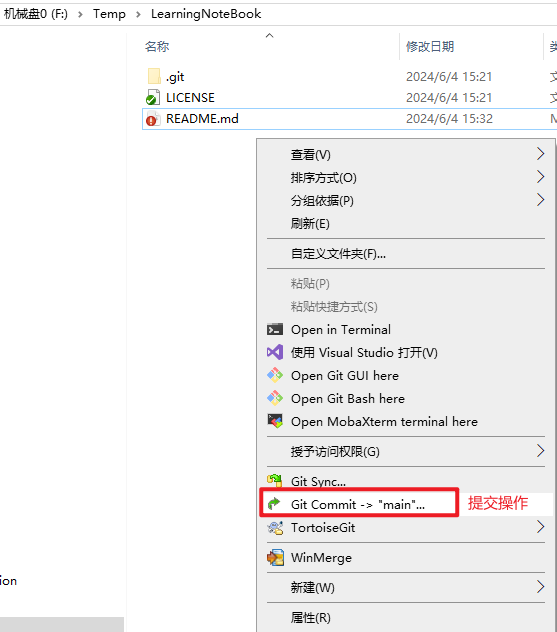 机械盘0 (F:) > Temp > LearningNoteBook
名称 修改日期
.git 2024/6/4 15:21
LICENSE 2024/6/4 15:21
README.md 2024/6/4 15:32
查看(V)
排序方式(O)
分组依据(P)
刷新(E)
自定义文件夹(F)...
粘贴(P)
粘贴快捷方式(S)
Open in Terminal
使用 Visual Studio 打开(V)
Open Git GUI here
Open Git Bash here
Open MobaXterm terminal here
授予访问权限(G)
Git Sync...
Git Commit -> "main"... 提交操作
TortoiseGit
WinMerge
ion
新建(W)
属性(R)